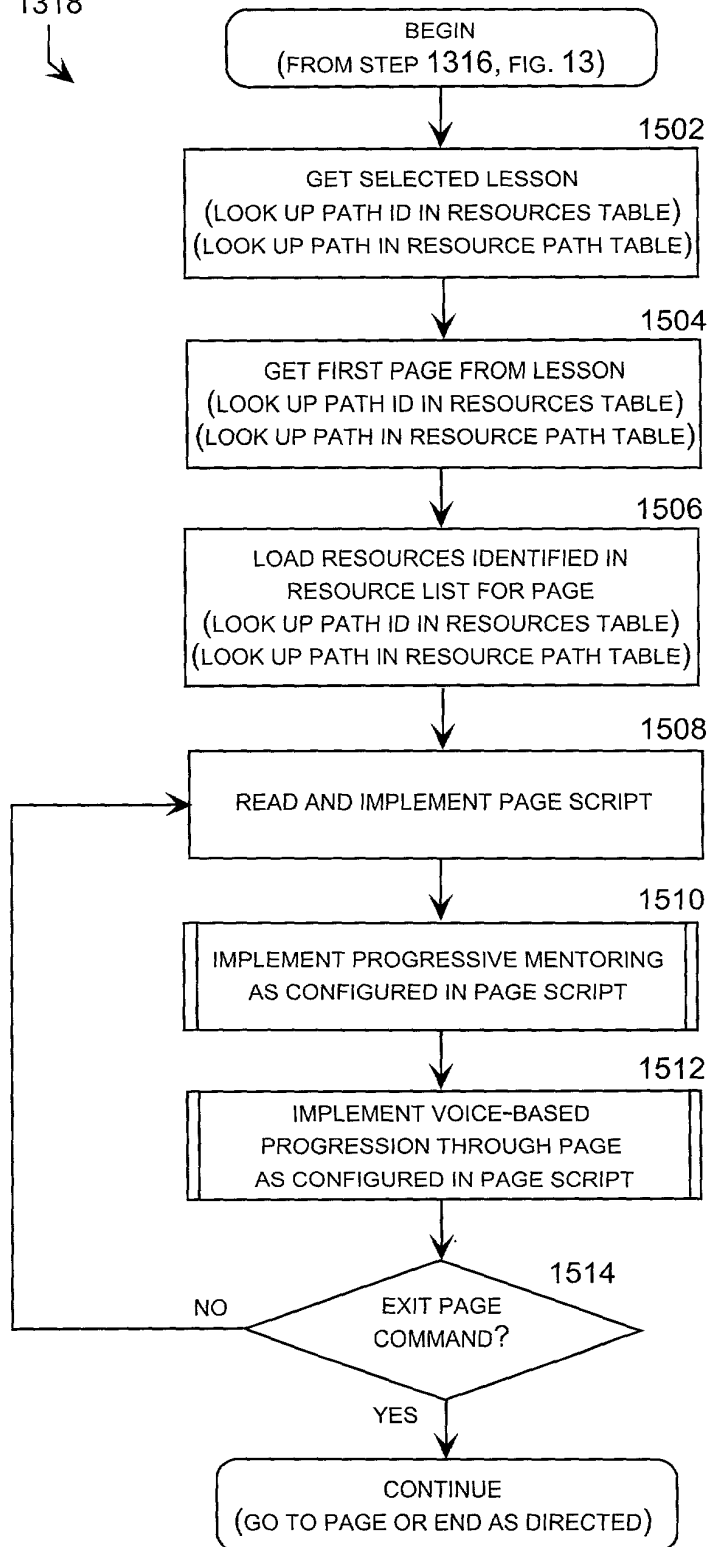 1318
BEGIN
(FROM STEP 1316, FIG. 13)
1502
GET SELECTED LESSON
(LOOK UP PATH ID IN RESOURCES TABLE)
(LOOK UP PATH IN RESOURCE PATH TABLE)
1504
GET FIRST PAGE FROM LESSON
(LOOK UP PATH ID IN RESOURCES TABLE)
(LOOK UP PATH IN RESOURCE PATH TABLE)
1506
LOAD RESOURCES IDENTIFIED IN
RESOURCE LIST FOR PAGE
(LOOK UP PATH ID IN RESOURCES TABLE)
(LOOK UP PATH IN RESOURCE PATH TABLE)
1508
READ AND IMPLEMENT PAGE SCRIPT
1510
IMPLEMENT PROGRESSIVE MENTORING
AS CONFIGURED IN PAGE SCRIPT
1512
IMPLEMENT VOICE-BASED
PROGRESSION THROUGH PAGE
AS CONFIGURED IN PAGE SCRIPT
1514
NO
EXIT PAGE
COMMAND?
YES
CONTINUE
(GO TO PAGE OR END AS DIRECTED)